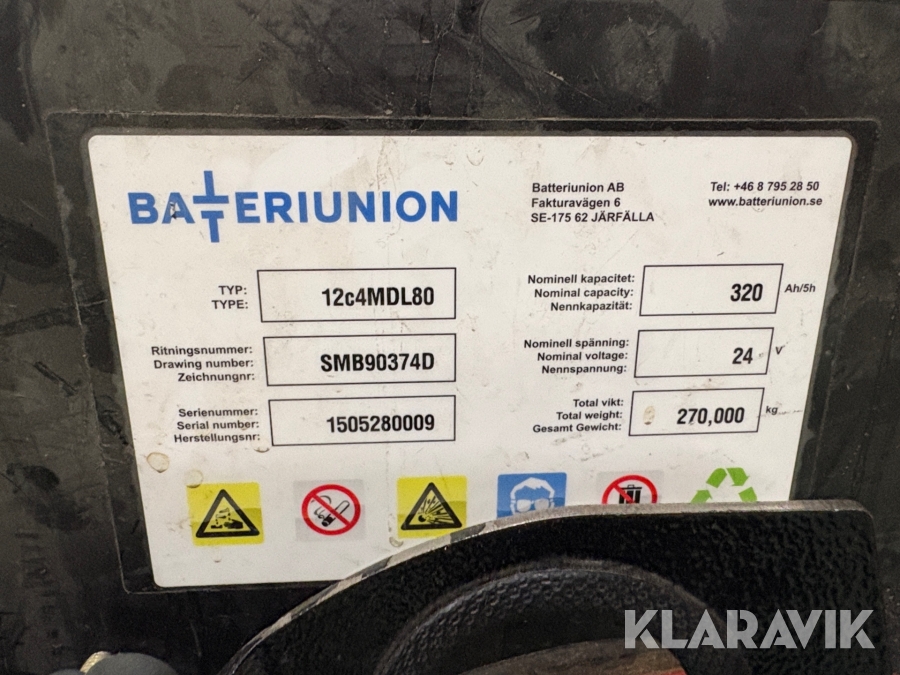 BATTERIUNION
Batteriunion AB
Fakturavägen 6
SE-175 62 JÄRFÄLLA
Tel: +46 8 795 28 50
www.batteriunion.se
TYP:
TYPE:
12c4MDL80
Ritningsnummer:
Drawing number:
Zeichnungnr:
SMB90374D
Serienummer:
Serial number:
Herstellungsnr:
1505280009
Nominell kapacitet:
Nominal capacity:
Nennkapazität:
320 Ah/5h
Nominell spänning:
Nominal voltage:
Nennspannung:
24 V
Total vikt:
Total weight:
Gesamt Gewicht:
270,000 kg
KLARAVIK